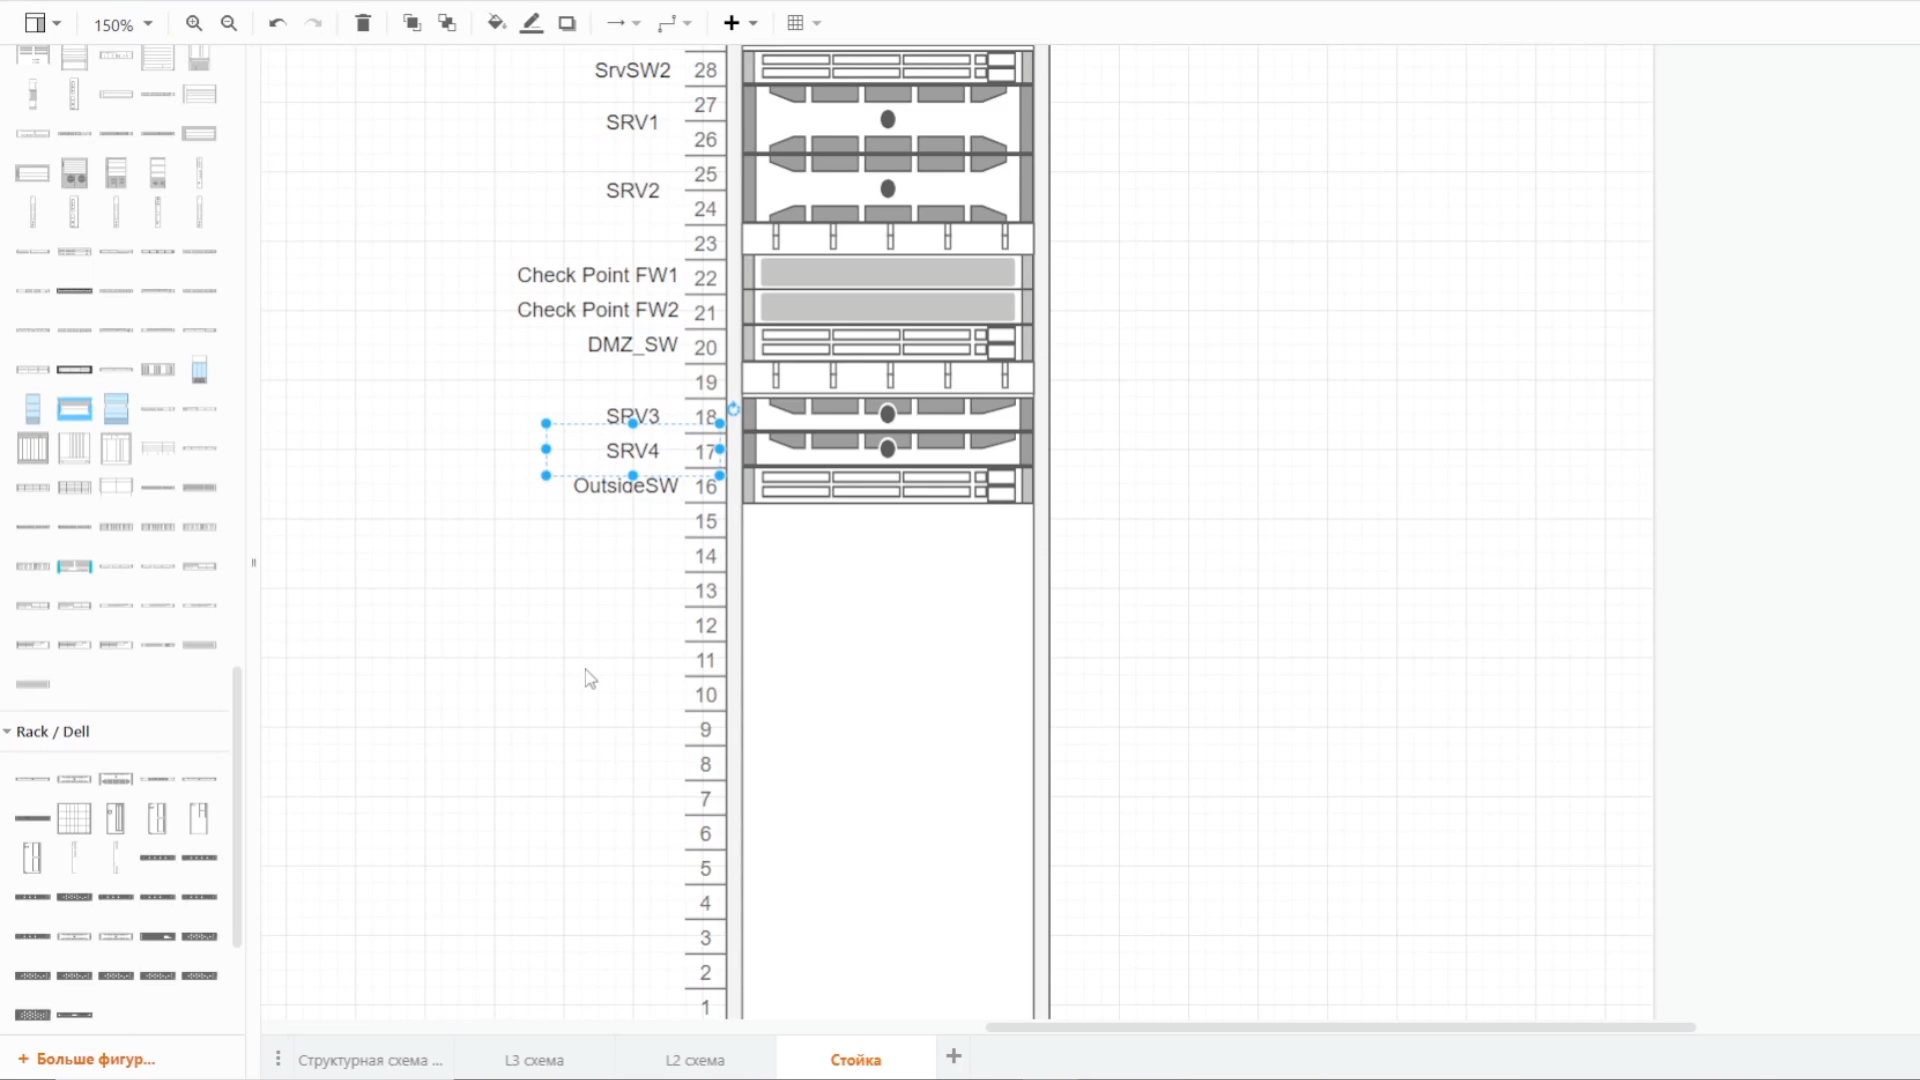 150%
SrvSW2 28
27
SRV1
26
25
SRV2
24
23
Check Point FW1 22
Check Point FW2 21
DMZ_SW 20
19
SRV3 18
SRV4 17
OutsideSW 16
15
14
13
12
11
10
9
8
7
6
5
4
3
2
1
Rack / Dell
+ Больше фигур...
Структурная схема ...
L3 схема
L2 схема
Стойка